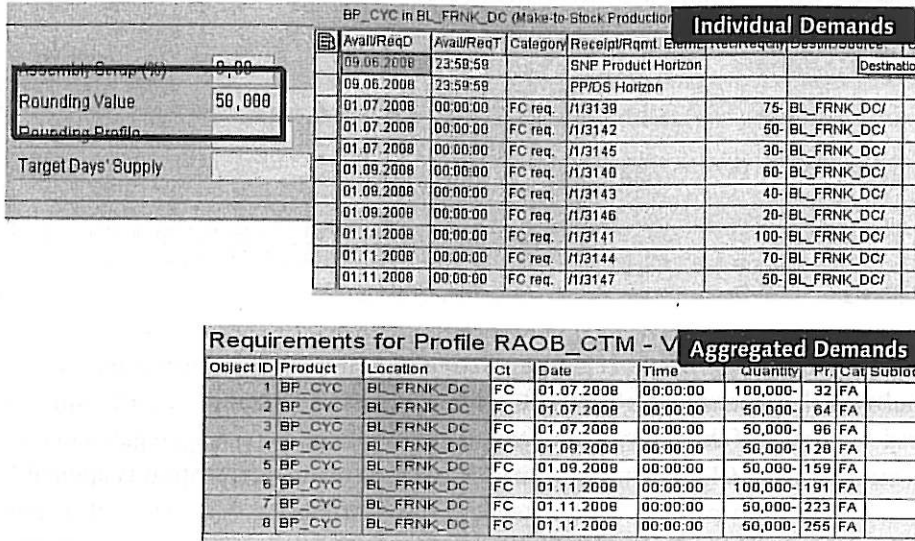 BP_CYC in BL_FRNK_DC (Make-to-Stock Production
Individual Demands
Assembly Scrap (%) 0,00
Rounding Value 50,000
Rounding Profile
Target Days' Supply
Avail/ReqD Avail/ReqT Category Receipt/Rqmt. Elemt. Rec/ReqQty Destin/Source
09.06.2008 23:59:59 SNP Product Horizon Destinatio
09.06.2008 23:59:59 PP/DS Horizon
01.07.2008 00:00:00 FC req. /1/3139 75- BL_FRNK_DC/
01.07.2008 00:00:00 FC req. /1/3142 50- BL_FRNK_DC/
01.07.2008 00:00:00 FC req. /1/3145 30- BL_FRNK_DC/
01.09.2008 00:00:00 FC req. /1/3140 60- BL_FRNK_DC/
01.09.2008 00:00:00 FC req. /1/3143 40- BL_FRNK_DC/
01.09.2008 00:00:00 FC req. /1/3146 20- BL_FRNK_DC/
01.11.2008 00:00:00 FC req. /1/3141 100- BL_FRNK_DC/
01.11.2008 00:00:00 FC req. /1/3144 70- BL_FRNK_DC/
01.11.2008 00:00:00 FC req. /1/3147 50- BL_FRNK_DC/
Requirements for Profile RAOB_CTM - V
Aggregated Demands
Object ID Product Location Ct Date Time Quantity Pr. Cat Subloc
1 BP_CYC BL_FRNK_DC FC 01.07.2008 00:00:00 100,000- 32 FA
2 BP_CYC BL_FRNK_DC FC 01.07.2008 00:00:00 50,000- 64 FA
3 BP_CYC BL_FRNK_DC FC 01.07.2008 00:00:00 50,000- 96 FA
4 BP_CYC BL_FRNK_DC FC 01.09.2008 00:00:00 50,000- 128 FA
5 BP_CYC BL_FRNK_DC FC 01.09.2008 00:00:00 50,000- 159 FA
6 BP_CYC BL_FRNK_DC FC 01.11.2008 00:00:00 100,000- 191 FA
7 BP_CYC BL_FRNK_DC FC 01.11.2008 00:00:00 50,000- 223 FA
8 BP_CYC BL_FRNK_DC FC 01.11.2008 00:00:00 50,000- 255 FA